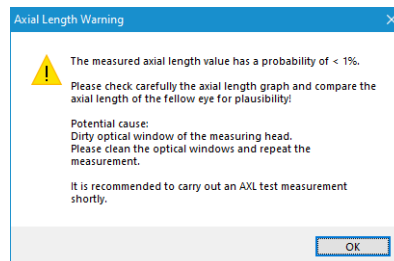 Axial Length Warning
The measured axial length value has a probability of < 1%.
Please check carefully the axial length graph and compare the
axial length of the fellow eye for plausibility!
Potential cause:
Dirty optical window of the measuring head.
Please clean the optical windows and repeat the
measurement.
It is recommended to carry out an AXL test measurement
shortly.
OK